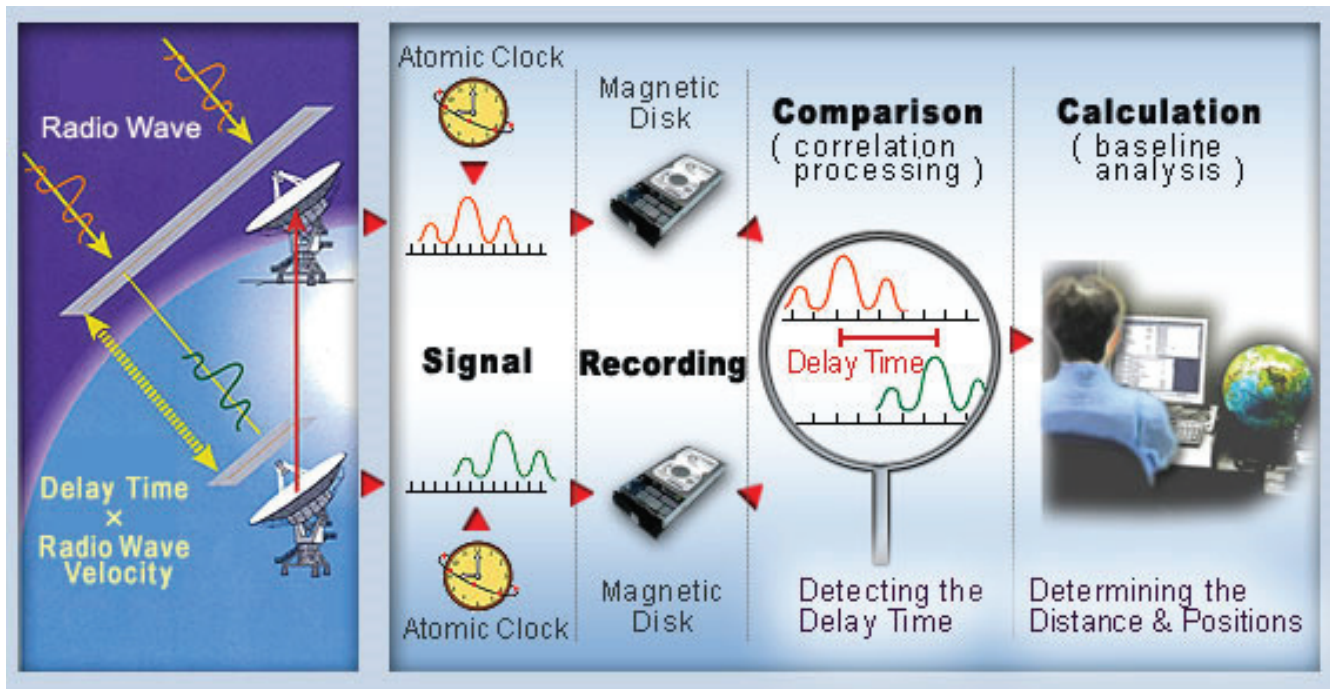 Radio Wave
Delay Time
×
Radio Wave
Velocity
Atomic Clock
Signal
Atomic Clock
Magnetic
Disk
Recording
Magnetic
Disk
Comparison
( correlation
processing )
Delay Time
Detecting the
Delay Time
Calculation
( baseline
analysis )
Determining the
Distance & Positions